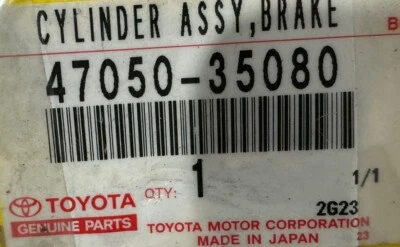 CYLINDER ASSY,BRAKE
B
47050-35080
QTY: 1 1/1
2G23
TOYOTA
GENUINE PARTS
TOYOTA MOTOR CORPORATION
MADE IN JAPAN 23